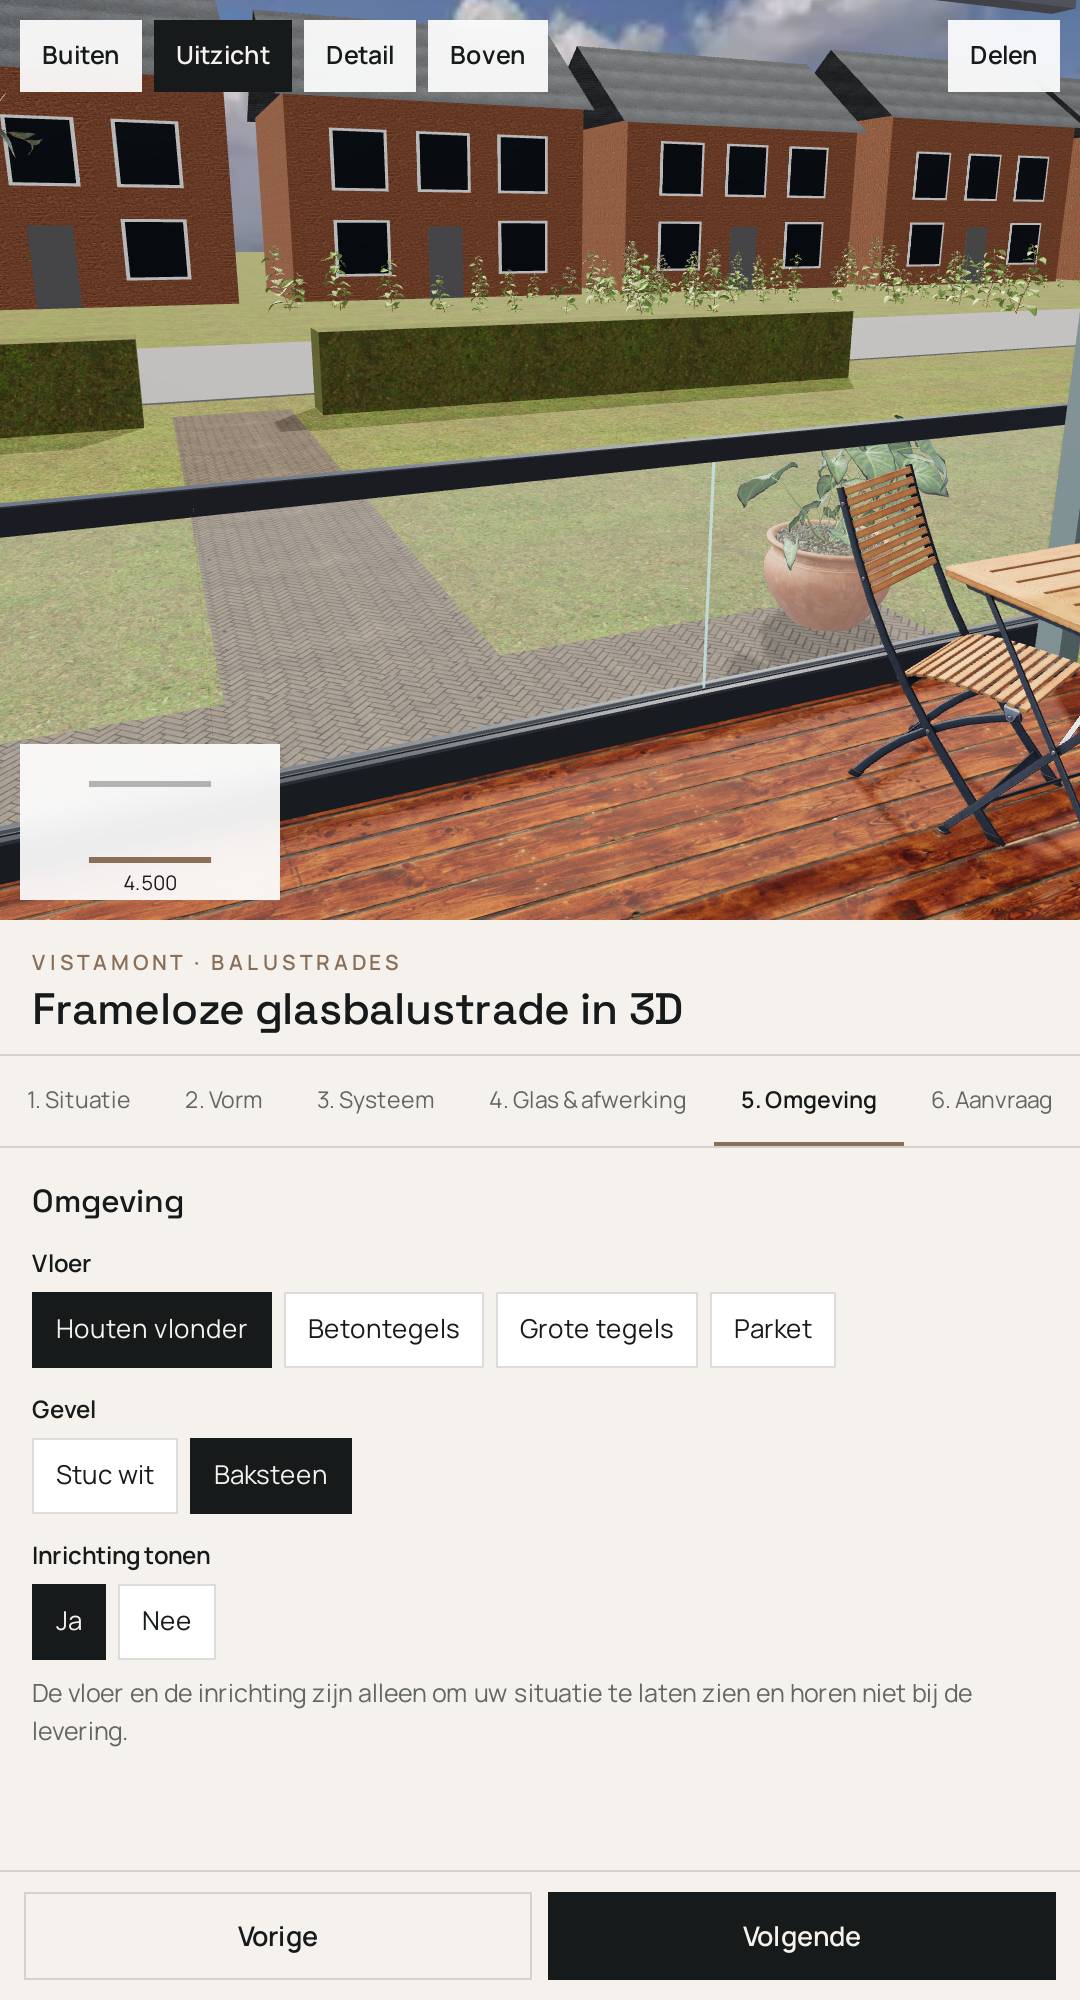 Buiten Uitzicht Detail Boven Delen
4.500
VISTAMONT · BALUSTRADES
Frameloze glasbalustrade in 3D
1. Situatie 2. Vorm 3. Systeem 4. Glas & afwerking 5. Omgeving 6. Aanvraag
Omgeving
Vloer
Houten vlonder Betontegels Grote tegels Parket
Gevel
Stuc wit Baksteen
Inrichting tonen
Ja Nee
De vloer en de inrichting zijn alleen om uw situatie te laten zien en horen niet bij de
levering.
Vorige Volgende